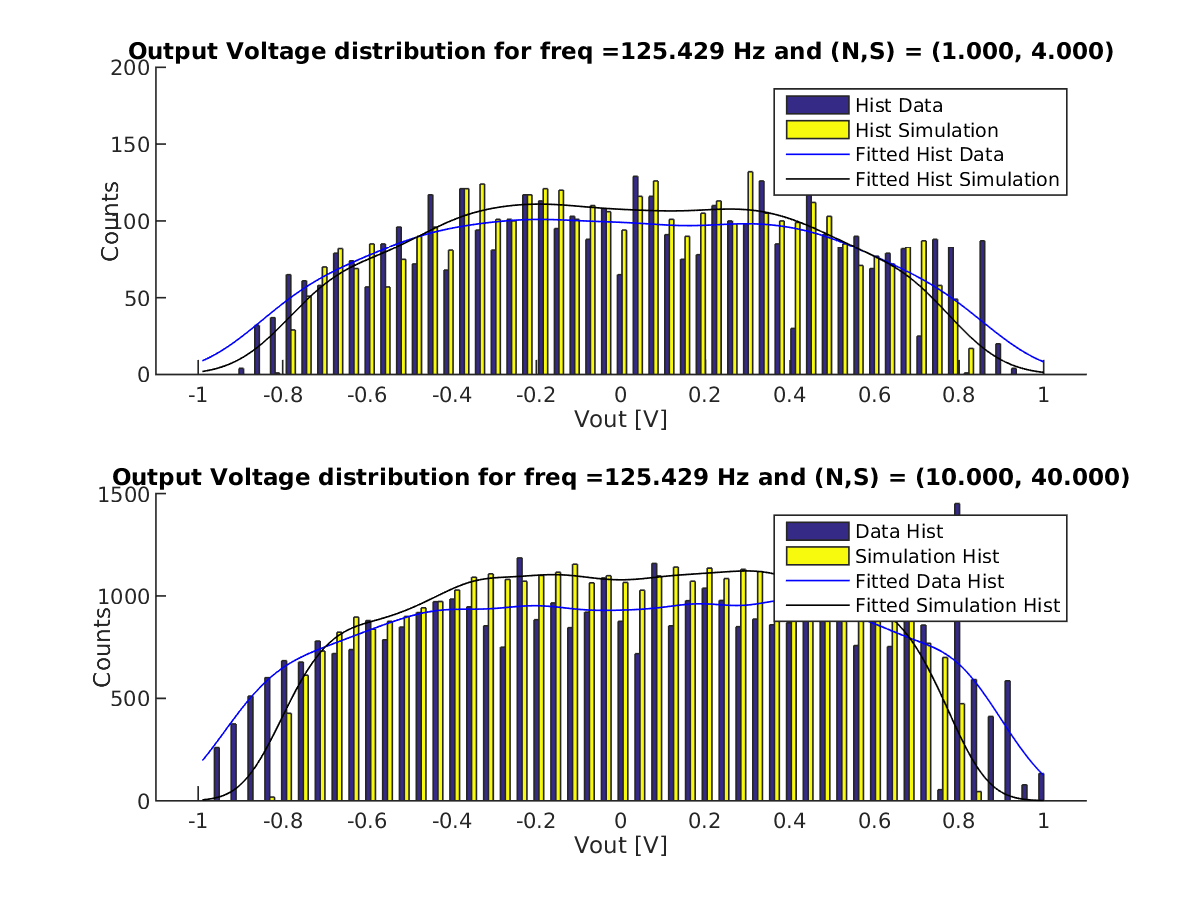 Output Voltage distribution for freq =125.429 Hz and (N,S) = (1.000, 4.000)
200
150
100
50
0
Counts
Hist Data
Hist Simulation
Fitted Hist Data
Fitted Hist Simulation
-1 -0.8 -0.6 -0.4 -0.2 0 0.2 0.4 0.6 0.8 1
Vout [V]
Output Voltage distribution for freq =125.429 Hz and (N,S) = (10.000, 40.000)
1500
1000
500
0
Counts
Data Hist
Simulation Hist
Fitted Data Hist
Fitted Simulation Hist
-1 -0.8 -0.6 -0.4 -0.2 0 0.2 0.4 0.6 0.8 1
Vout [V]